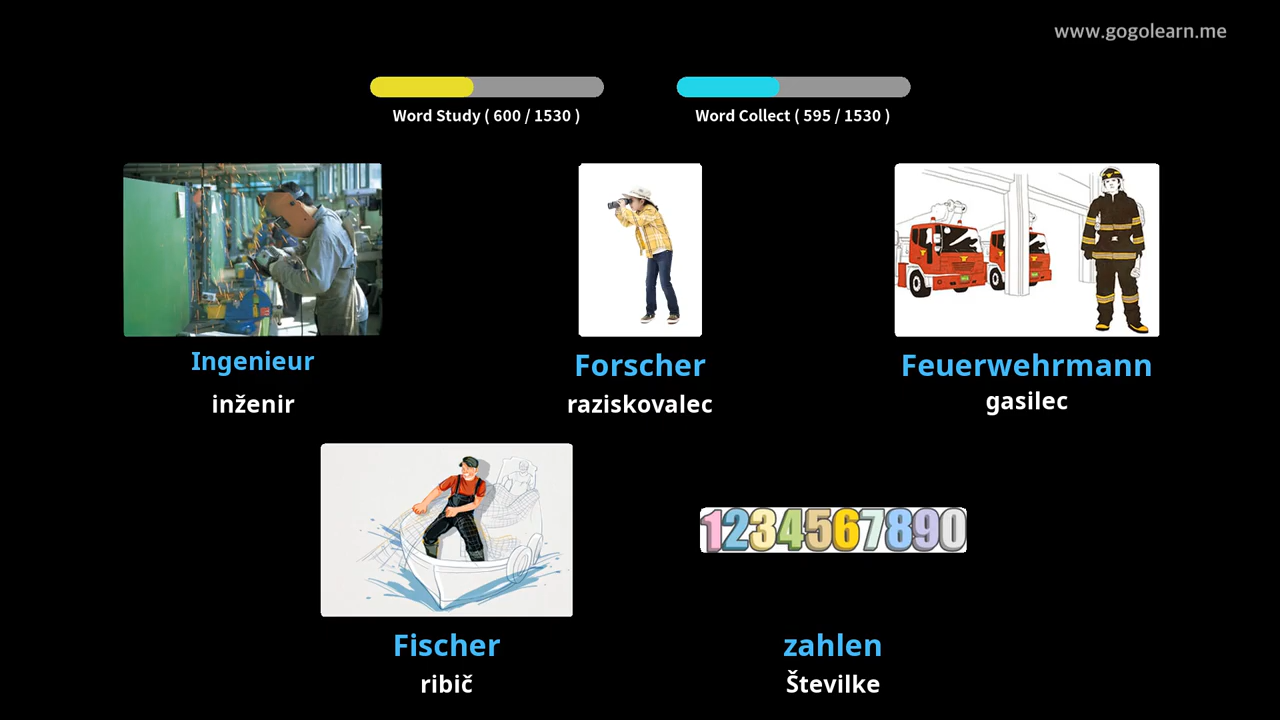 www.gogolearn.me
Word Study ( 600 / 1530 )
Word Collect ( 595 / 1530 )
Ingenieur
inženir
Forscher
raziskovalec
Feuerwehrmann
gasilec
1234567890
Fischer
ribič
zahlen
Številke